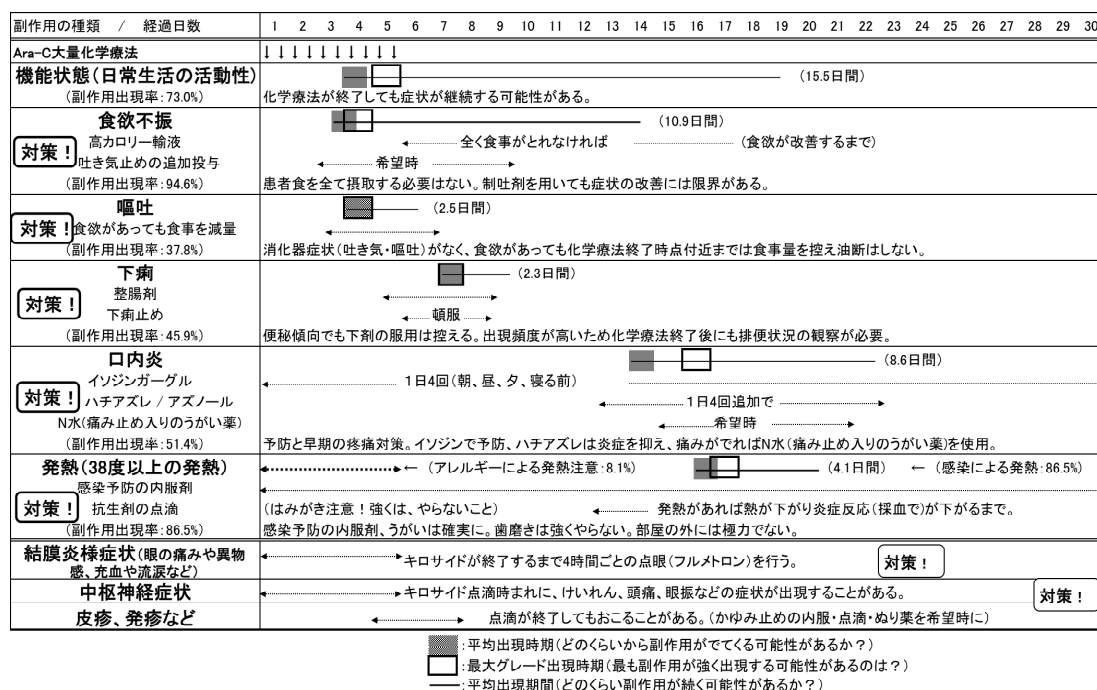 副作用の種類 / 経過日数 1 2 3 4 5 6 7 8 9 10 11 12 13 14 15 16 17 18 19 20 21 22 23 24 25 26 27 28 29 30
Ara-C大量化学療法 ↓↓↓↓↓↓↓↓↓↓
機能状態(日常生活の活動性) (15.5日間)
(副作用出現率:73.0%) 化学療法が終了しても症状が継続する可能性がある。
食欲不振 (10.9日間)
対策!
高カロリー輸液 全く食事がとれなければ (食欲が改善するまで)
吐き気止めの追加投与 希望時
(副作用出現率:94.6%) 患者食を全て摂取する必要はない。制吐剤を用いても症状の改善には限界がある。
嘔吐 (2.5日間)
対策! 食欲があっても食事を減量
(副作用出現率:37.8%) 消化器症状(吐き気・嘔吐)がなく、食欲があっても化学療法終了時点付近までは食事量を控え油断はしない。
下痢 (2.3日間)
対策!
整腸剤
下痢止め 頓服
(副作用出現率:45.9%) 便秘傾向でも下剤の服用は控える。出現頻度が高いため化学療法終了後にも排便状況の観察が必要。
口内炎 (8.6日間)
イソジンガーグル 1日4回(朝、昼、夕、寝る前)
対策!
ハチアズレ / アズノール 1日4回追加で
N水(痛み止め入りのうがい薬) 希望時
(副作用出現率:51.4%) 予防と早期の疼痛対策。イソジンで予防、ハチアズレは炎症を抑え、痛みがでればN水(痛み止め入りのうがい薬)を使用。
発熱(38度以上の発熱) ← (アレルギーによる発熱注意:8.1%) (4.1日間) ← (感染による発熱:86.5%)
感染予防の内服剤
対策!
抗生剤の点滴 (はみがき注意!強くは、やらないこと) 発熱があれば熱が下がり炎症反応(採血で)が下がるまで。
(副作用出現率:86.5%) 感染予防の内服剤、うがいは確実に。歯磨きは強くやらない。部屋の外には極力でない。
結膜炎様症状(眼の痛みや異物
感、充血や流涙など) キロサイドが終了するまで4時間ごとの点眼(フルメトロン)を行う。 対策!
中枢神経症状 キロサイド点滴時まれに、けいれん、頭痛、眼振などの症状が出現することがある。 対策!
皮疹、発疹など 点滴が終了してもおこることがある。(かゆみ止めの内服・点滴・ぬり薬を希望時に)
:平均出現時期(どのくらいから副作用がでてくる可能性があるか?)
:最大グレード出現時期(最も副作用が強く出現する可能性があるのは?)
:平均出現期間(どのくらい副作用が続く可能性があるか?)